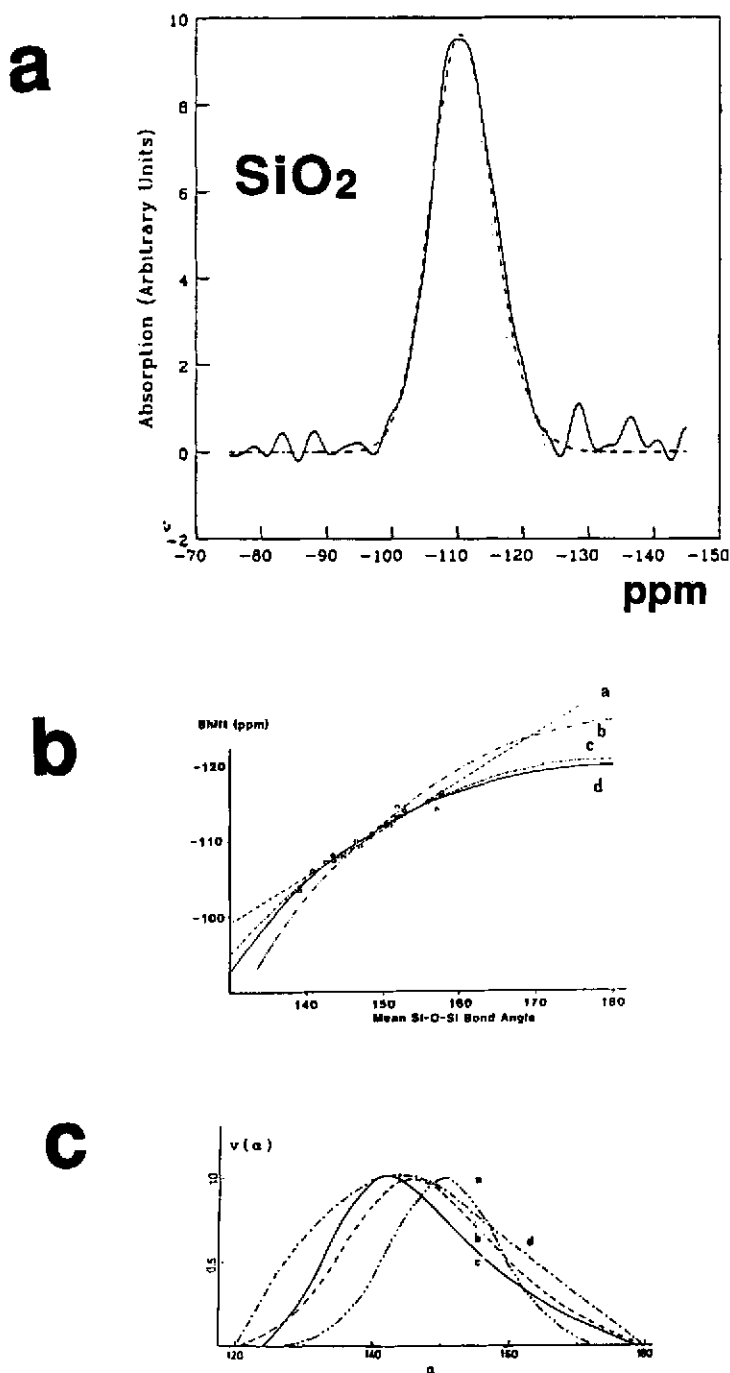 a
10
8
6
4
2
0
-2
Absorption (Arbitrary Units)
SiO2
-70 -80 -90 -100 -110 -120 -130 -140 -150
ppm
b
(ppm)
-120
-110
-100
a
b
c
d
140 150 160 170 180
Mean Si-O-Si Bond Angle
c
v(α)
1.0
0.5
b
c
d
120 140 160 180
α